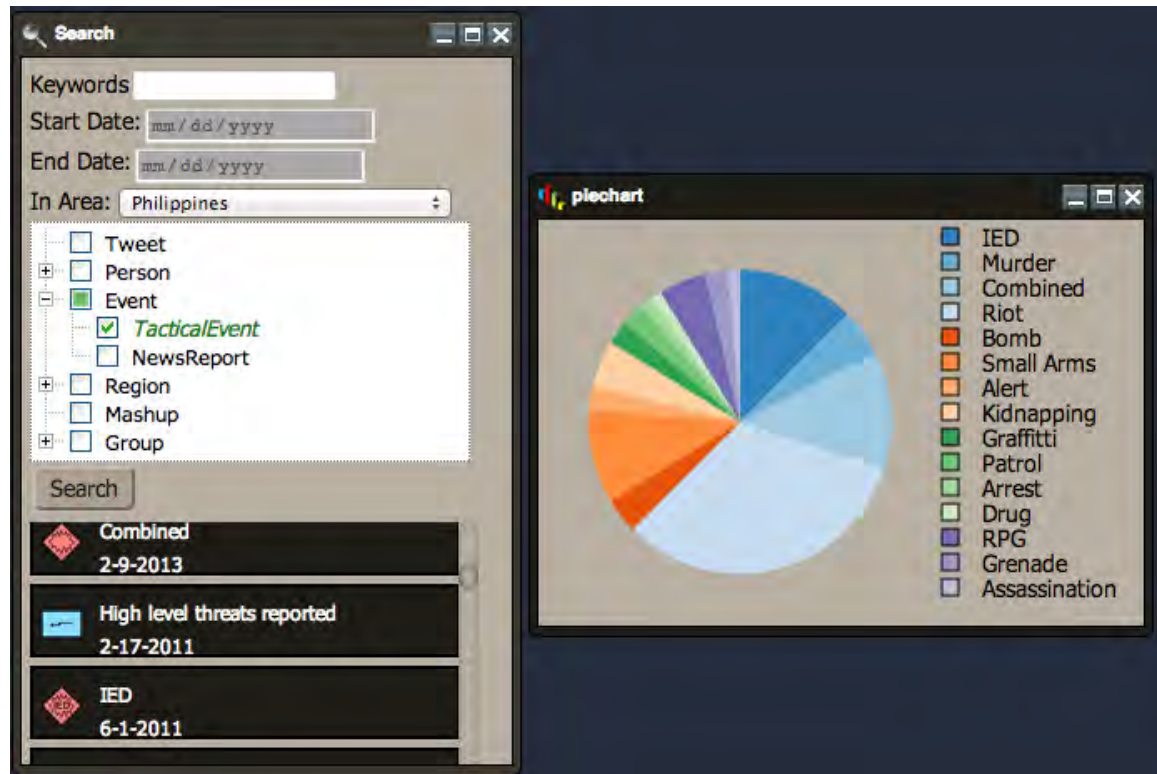 Search
Keywords
Start Date: mm/dd/yyyy
End Date: mm/dd/yyyy
In Area: Philippines
Tweet
Person
Event
TacticalEvent
NewsReport
Region
Mashup
Group
Search
Combined
2-9-2013
High level threats reported
2-17-2011
IED
IED
6-1-2011
piechart
IED
Murder
Combined
Riot
Bomb
Small Arms
Alert
Kidnapping
Graffitti
Patrol
Arrest
Drug
RPG
Grenade
Assassination